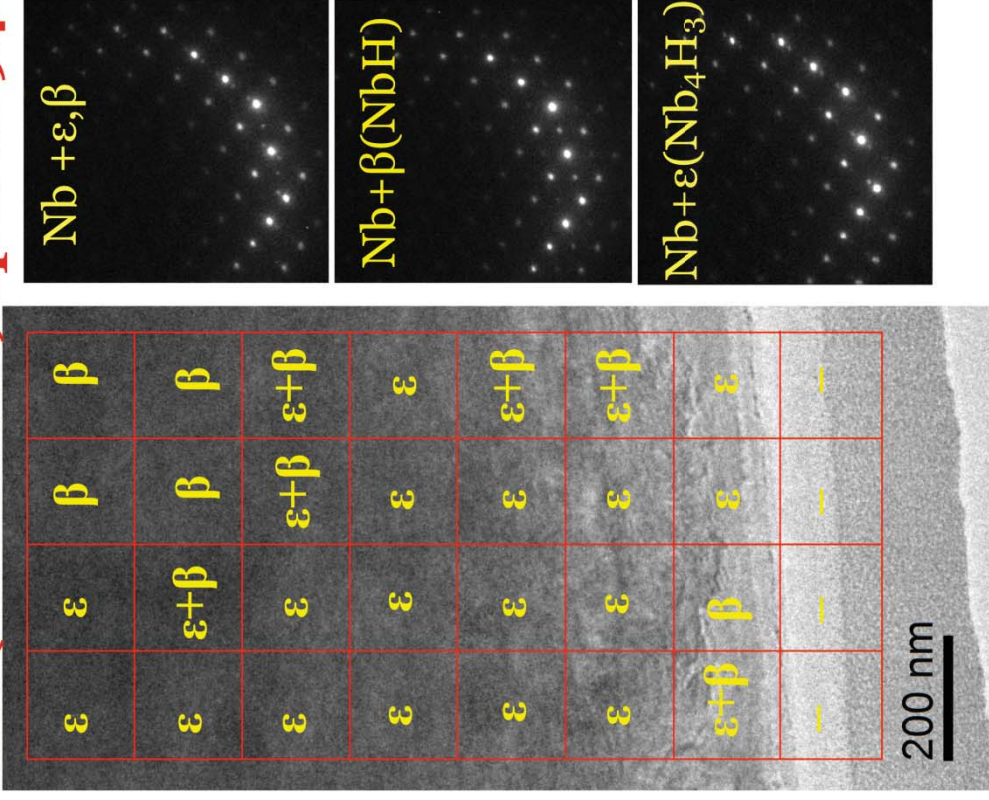 ε ε β β
ε ε+β β β
ε ε ε+β ε+β
ε ε ε ε
ε ε ε ε+β
ε ε ε ε+β
ε+β β ε ε
– – – –
200 nm
Nb +ε,β
Nb+β(NbH)
Nb+ε(Nb₄H₃)